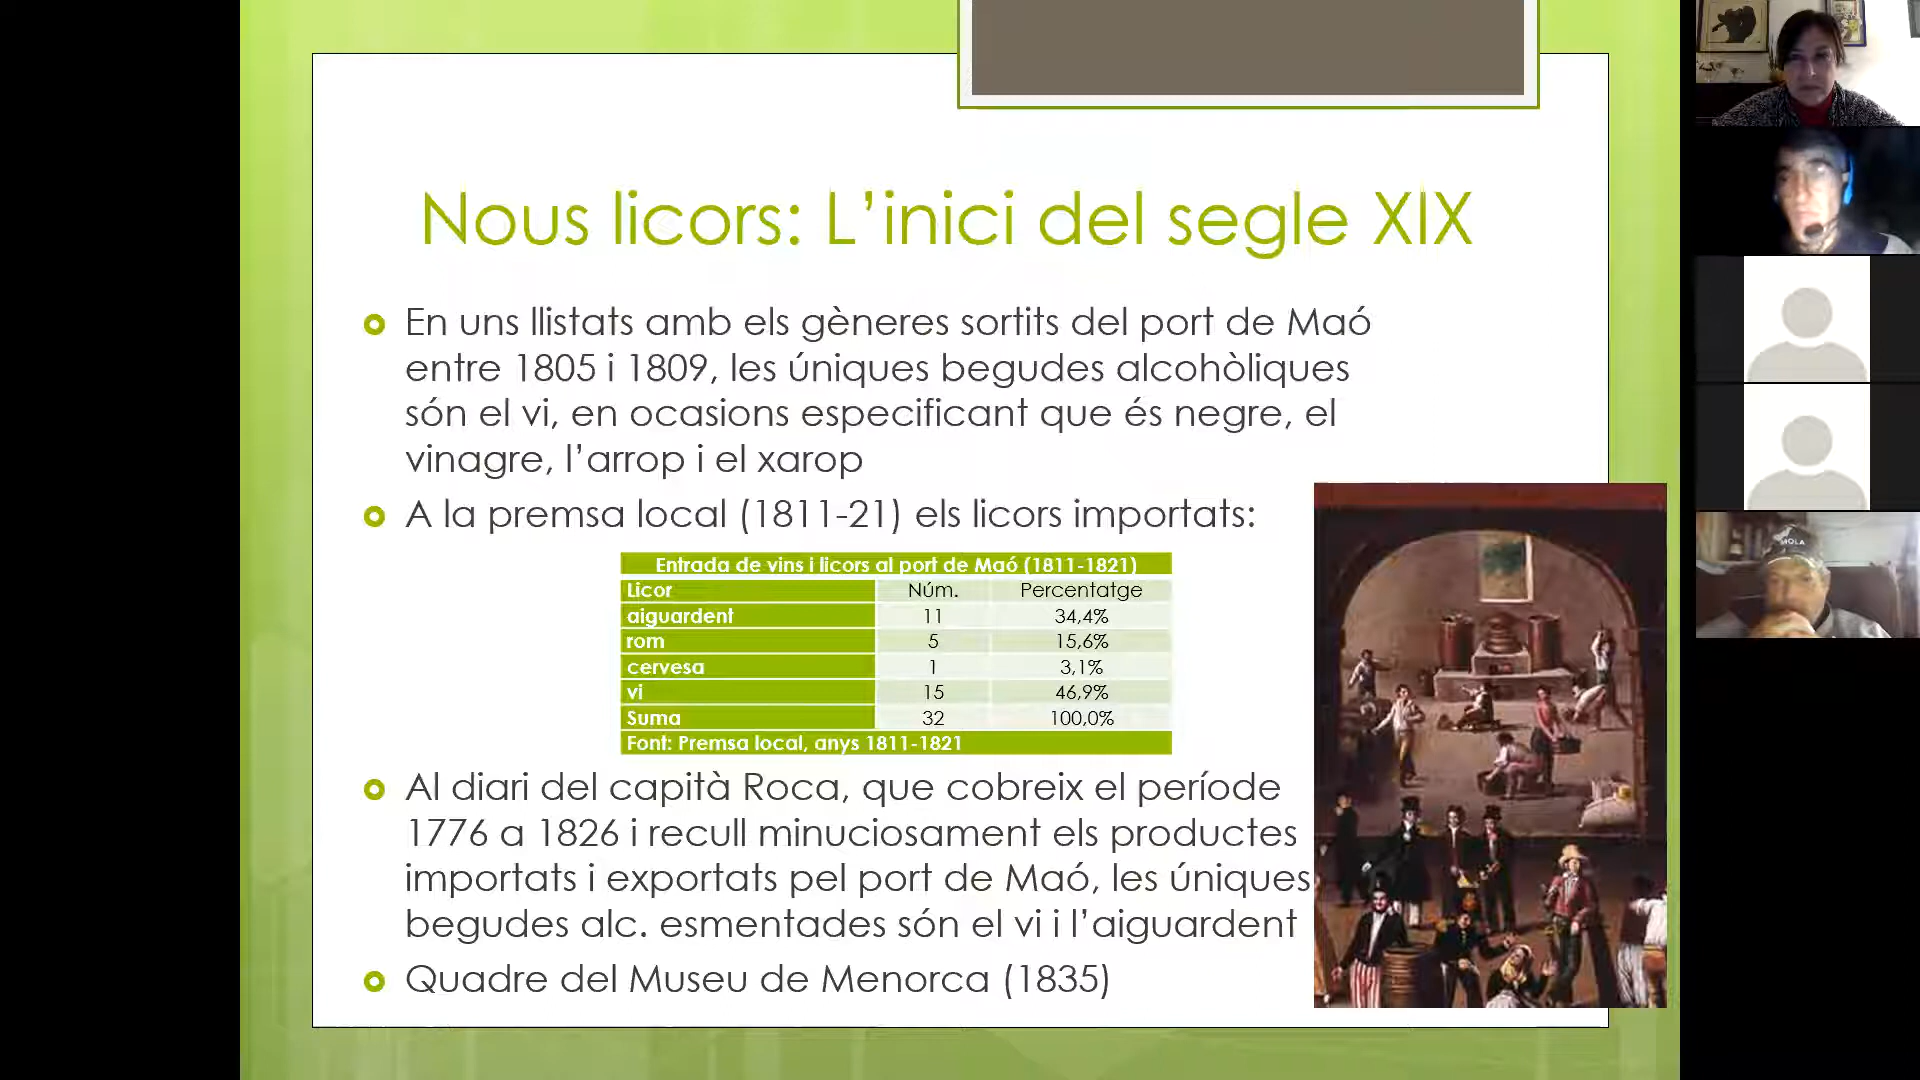 Nous licors: L’inici del segle XIX
En uns llistats amb els gèneres sortits del port de Maó
entre 1805 i 1809, les úniques begudes alcohòliques
són el vi, en ocasions especificant que és negre, el
vinagre, l’arrop i el xarop
A la premsa local (1811-21) els licors importats:
Entrada de vins i licors al port de Maó (1811-1821)
Licor Núm. Percentatge
aiguardent 11 34,4%
rom 5 15,6%
cervesa 1 3,1%
vi 15 46,9%
Suma 32 100,0%
Font: Premsa local, anys 1811-1821
Al diari del capità Roca, que cobreix el període
1776 a 1826 i recull minuciosament els productes
importats i exportats pel port de Maó, les úniques
begudes alc. esmentades són el vi i l’aiguardent
Quadre del Museu de Menorca (1835)